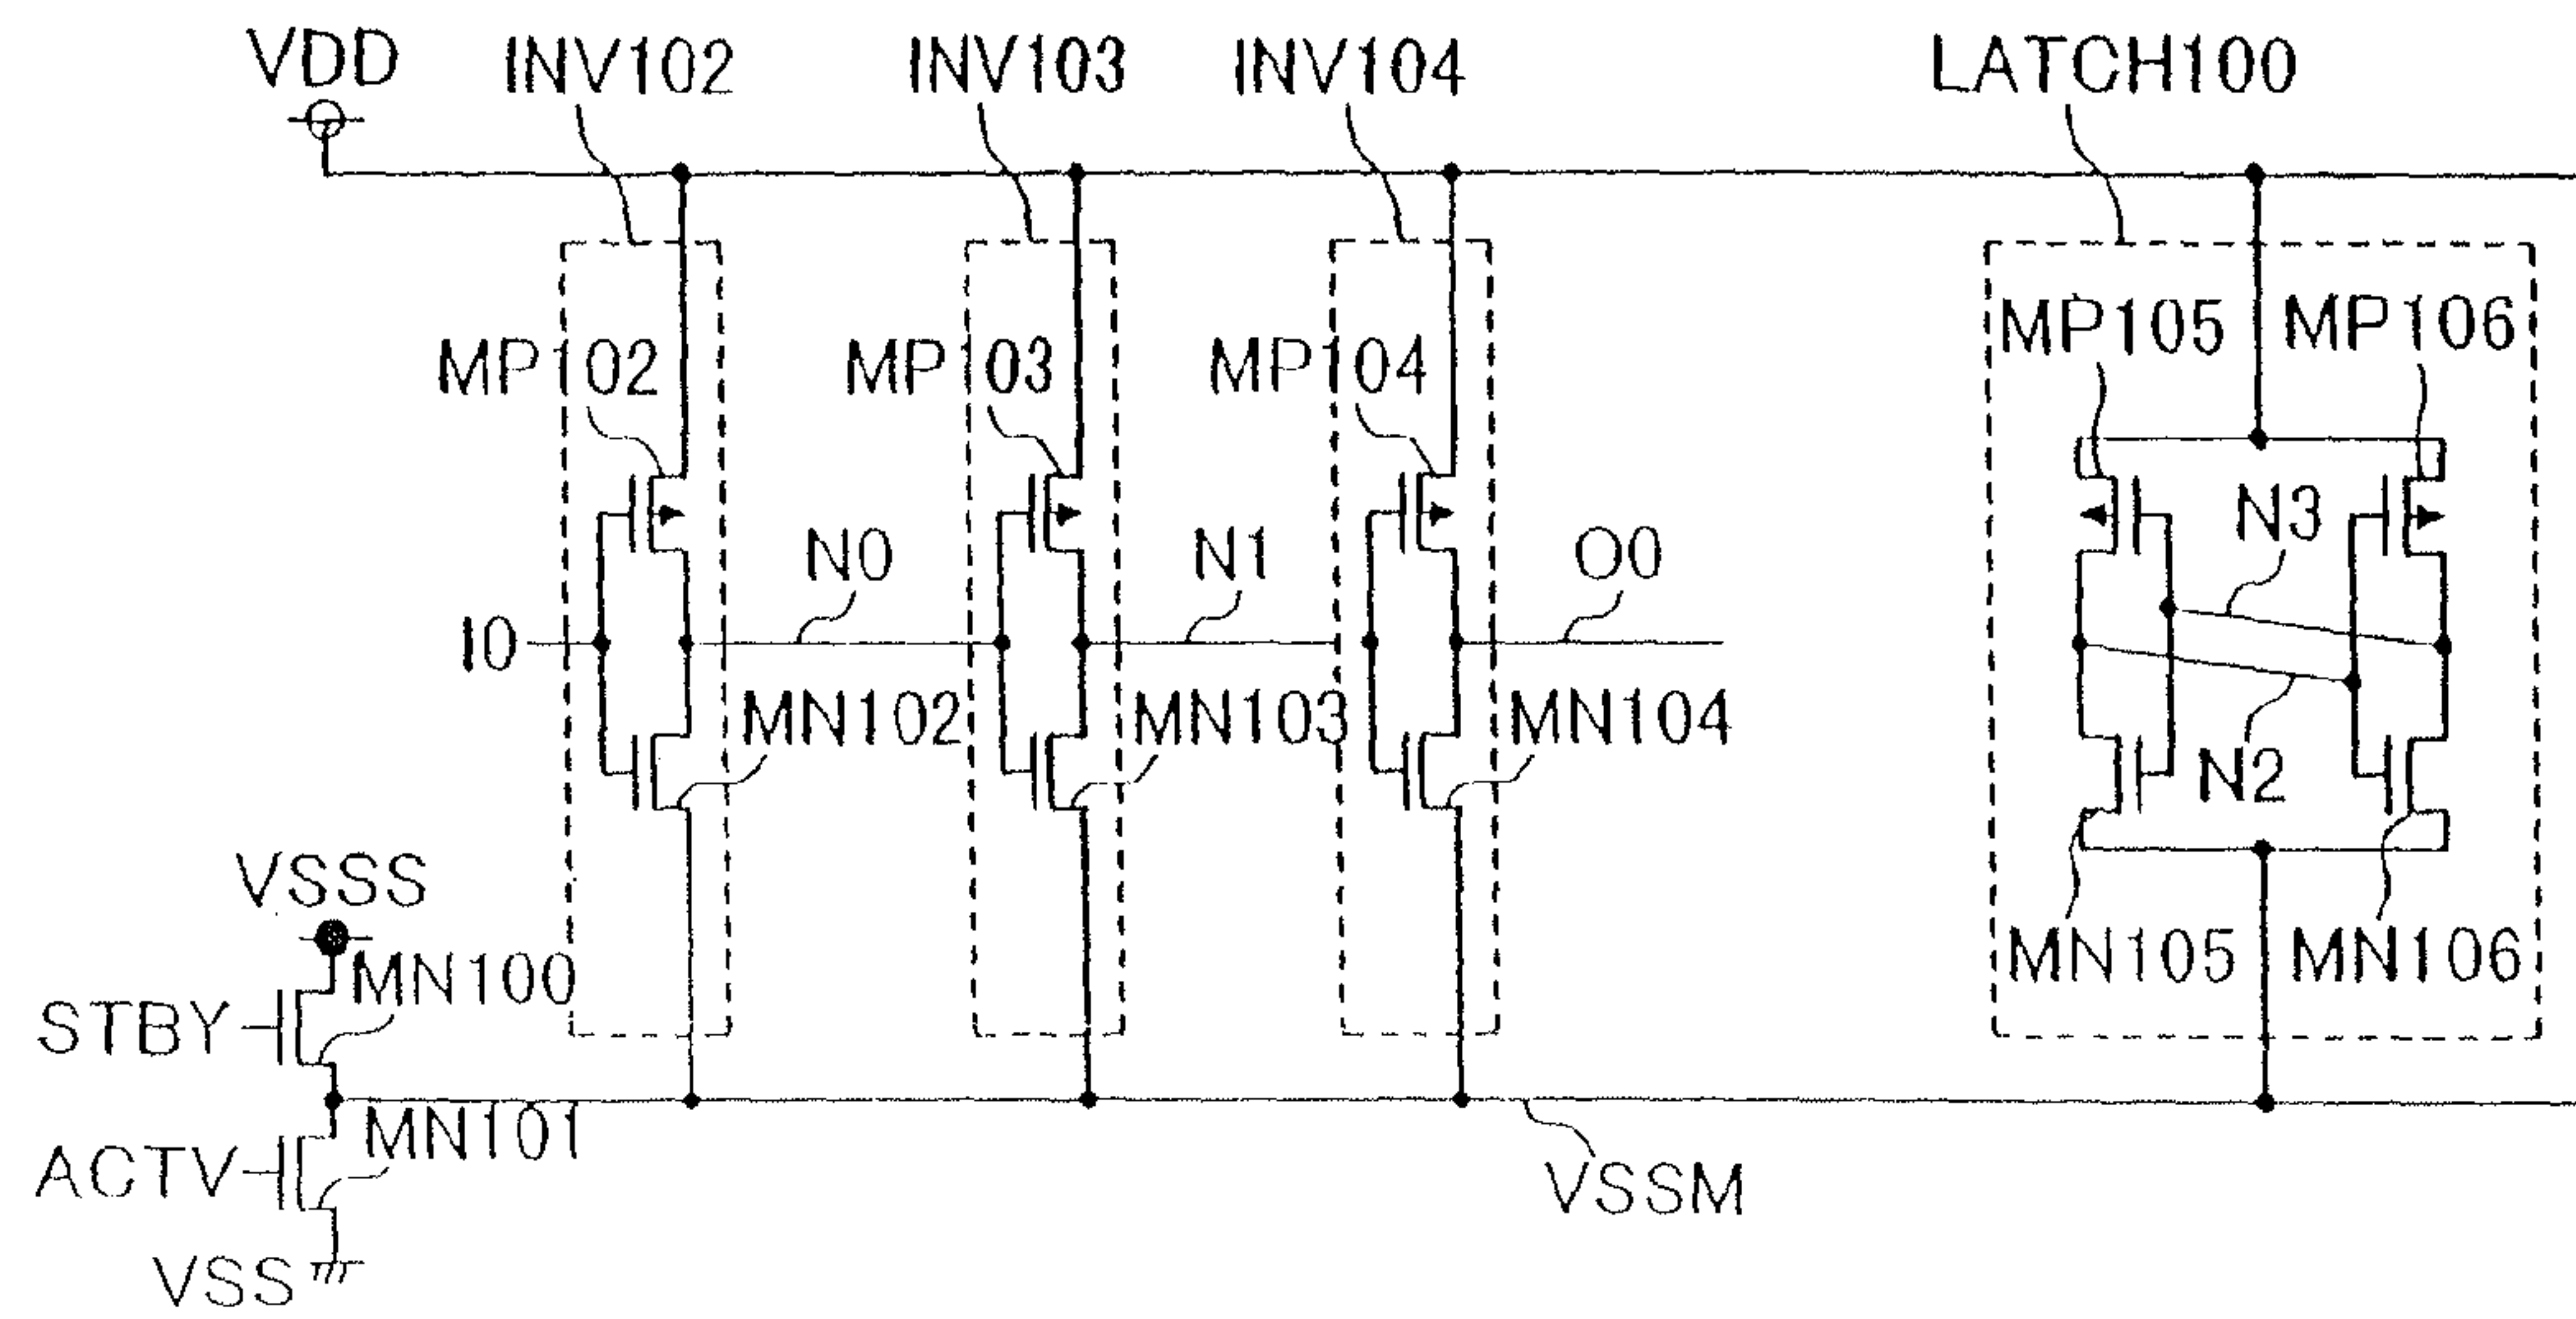 VDD INV102 INV103 INV104 LATCH100
MP105 MP106
MP102 MP103 MP104
N3
N0 N1 O0
I0
MN102 MN103 MN104
N2
VSSS
MN105 MN106
MN100
STBY
MN101
ACTV
VSSM
VSS